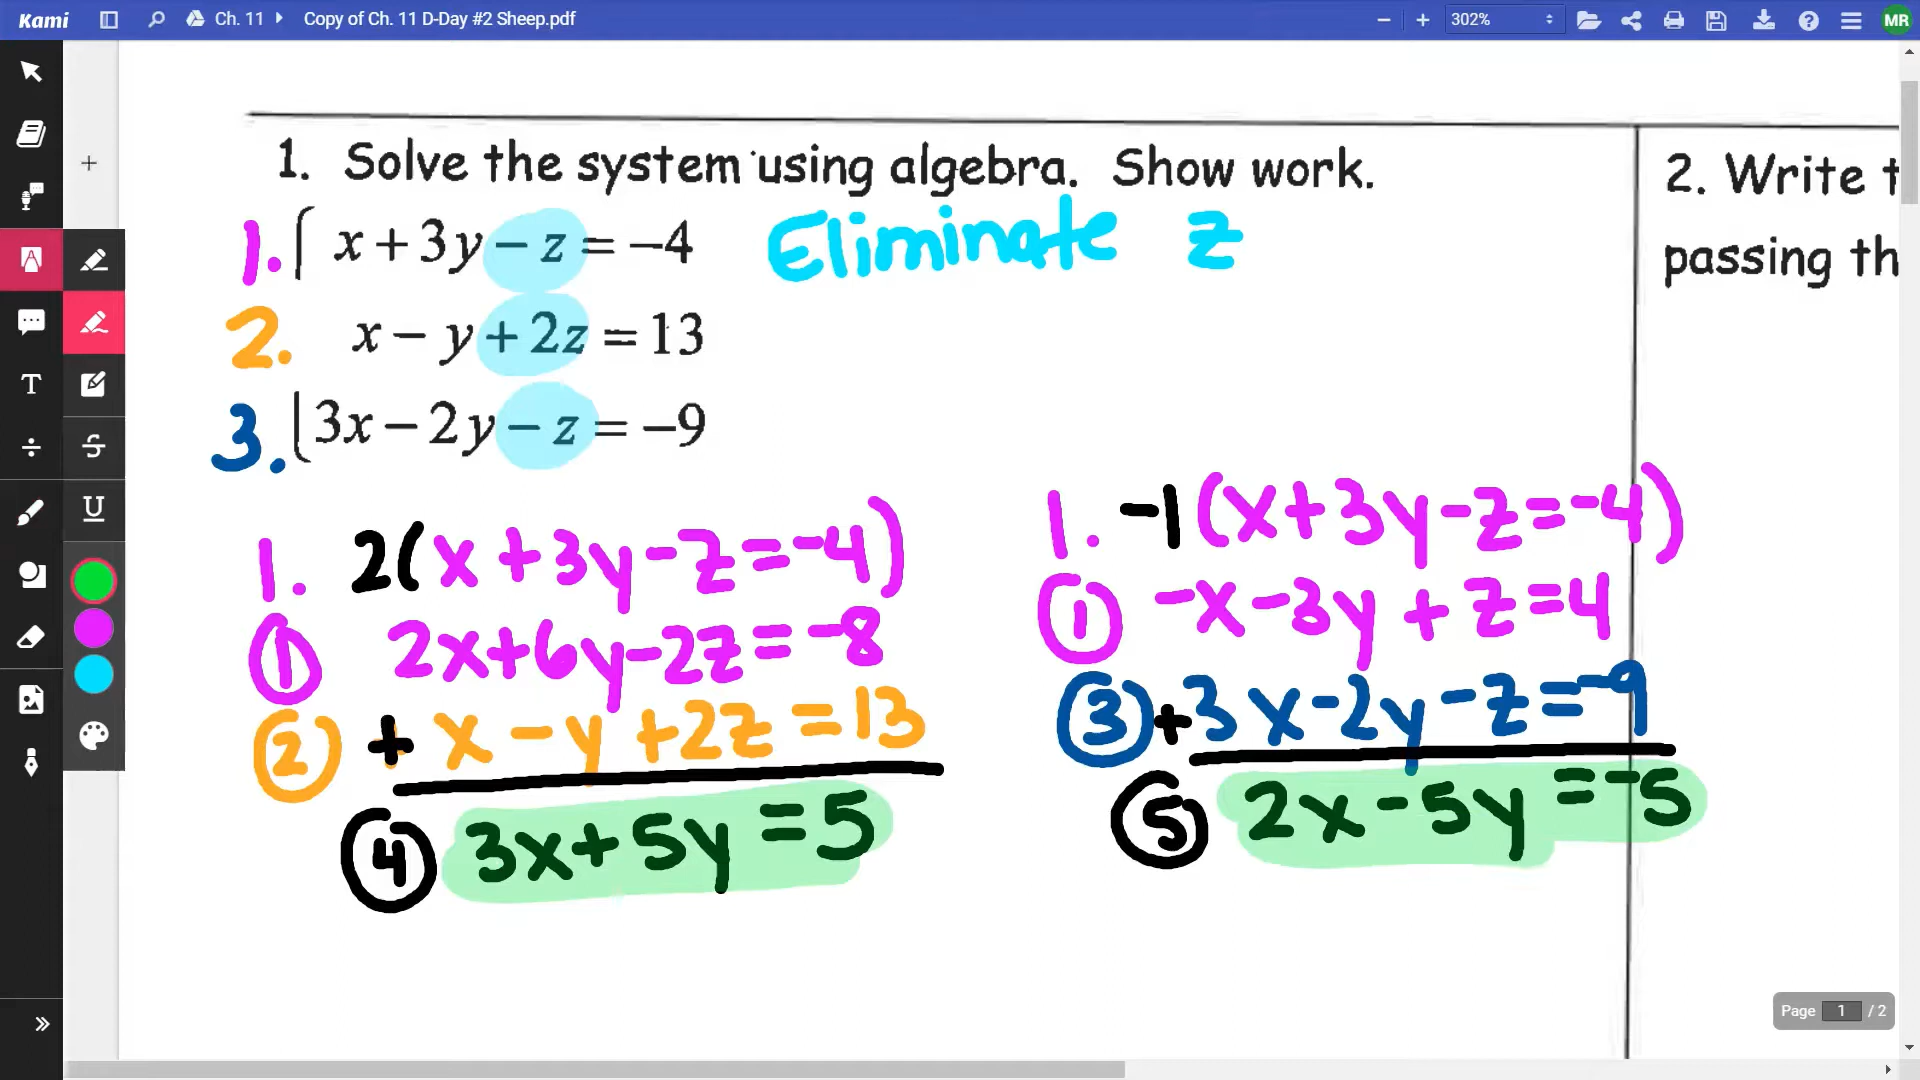 Kami Ch. 11 Copy of Ch. 11 D-Day #2 Sheep.pdf 302% MR
1. Solve the system using algebra. Show work.
2. Write t
passing th
1. x + 3y − z = −4 Eliminate z
2. x − y + 2z = 13
3. 3x − 2y − z = −9
1. 2(x + 3y − z = −4)
① 2x + 6y − 2z = −8
② + x − y + 2z = 13
④ 3x + 5y = 5
1. −1(x + 3y − z = −4)
① −x − 3y + z = 4
③ + 3x − 2y − z = −9
⑤ 2x − 5y = −5
Page 1 / 2